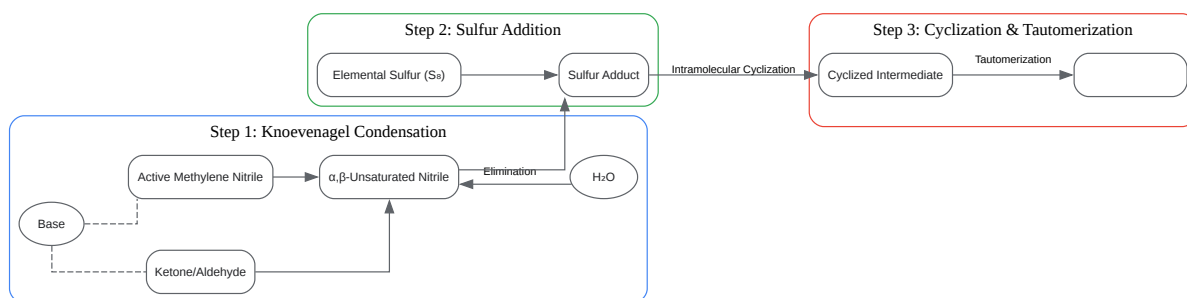 Step 2: Sulfur Addition
Step 3: Cyclization & Tautomerization
Elemental Sulfur (S₈)
Sulfur Adduct
Intramolecular Cyclization
Cyclized Intermediate
Tautomerization
Step 1: Knoevenagel Condensation
Active Methylene Nitrile
α,β-Unsaturated Nitrile
Elimination
H₂O
Base
Ketone/Aldehyde